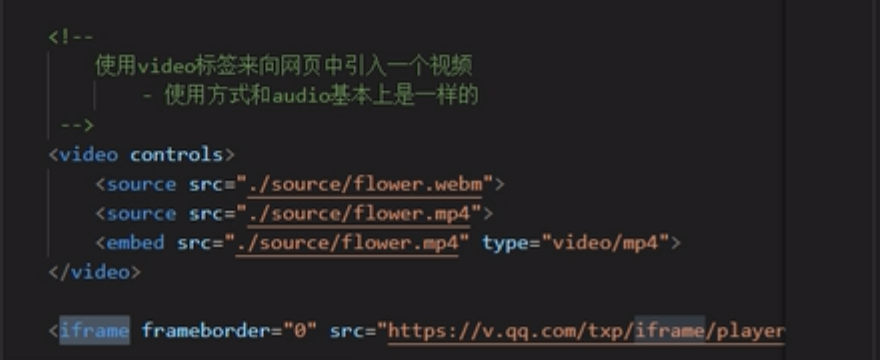 <!--
使用video标签来向网页中引入一个视频
- 使用方式和audio基本上是一样的
-->
<video controls>
<source src="./source/flower.webm">
<source src="./source/flower.mp4">
<embed src="./source/flower.mp4" type="video/mp4">
</video>
<iframe frameborder="0" src="https://v.qq.com/txp/iframe/player